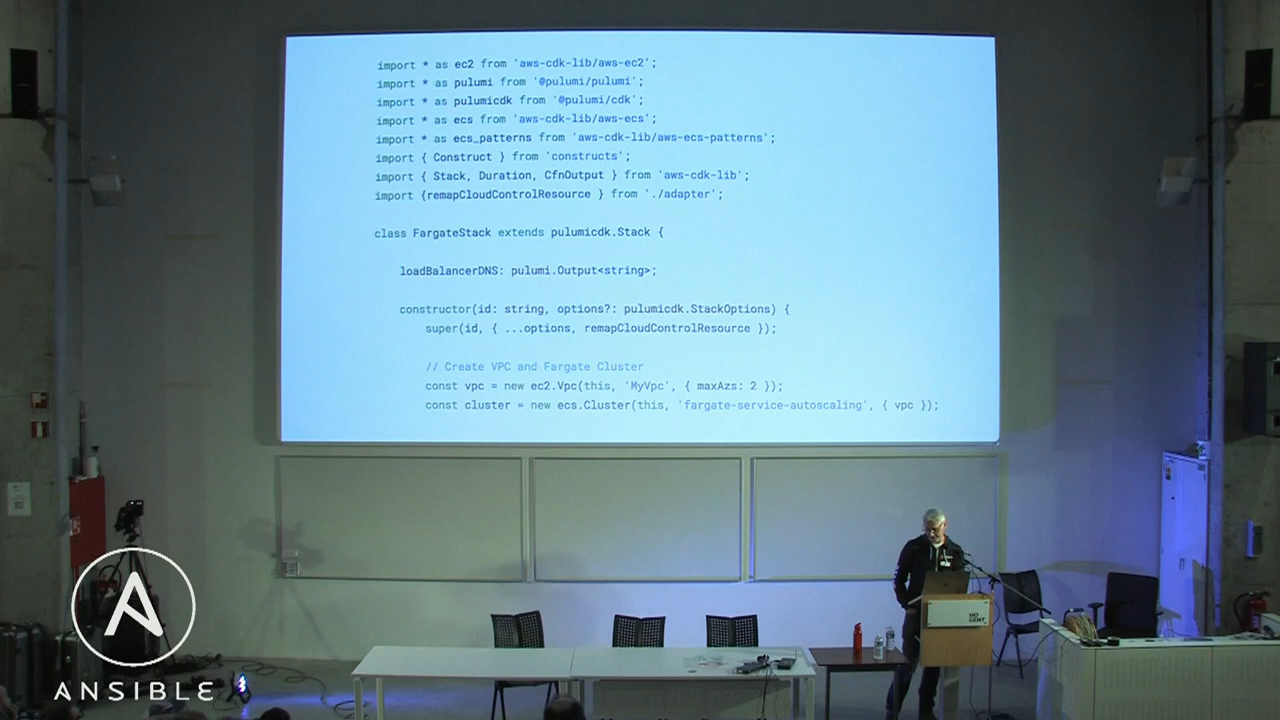 import * as ec2 from 'aws-cdk-lib/aws-ec2';
import * as pulumi from '@pulumi/pulumi';
import * as pulumicdk from '@pulumi/cdk';
import * as ecs from 'aws-cdk-lib/aws-ecs';
import * as ecs_patterns from 'aws-cdk-lib/aws-ecs-patterns';
import { Construct } from 'constructs';
import { Stack, Duration, CfnOutput } from 'aws-cdk-lib';
import {remapCloudControlResource } from './adapter';
class FargateStack extends pulumicdk.Stack {
loadBalancerDNS: pulumi.Output<string>;
constructor(id: string, options?: pulumicdk.StackOptions) {
super(id, { ...options, remapCloudControlResource });
// Create VPC and Fargate Cluster
const vpc = new ec2.Vpc(this, 'MyVpc', { maxAzs: 2 });
const cluster = new ecs.Cluster(this, 'fargate-service-autoscaling', { vpc });
HO
GENT
ANSIBLE